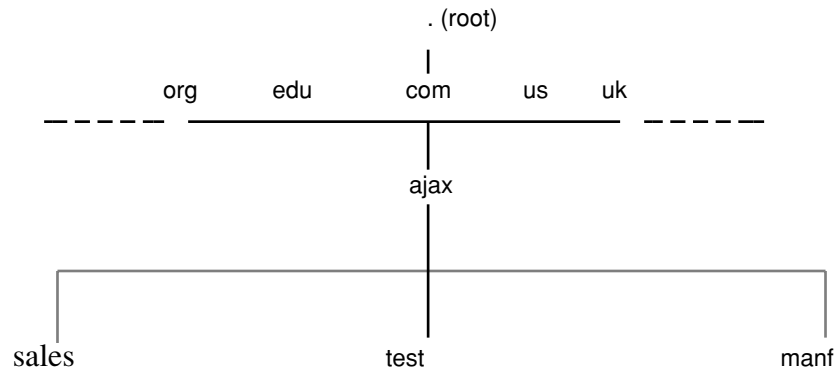 . (root)
org edu com us uk
ajax
sales test manf